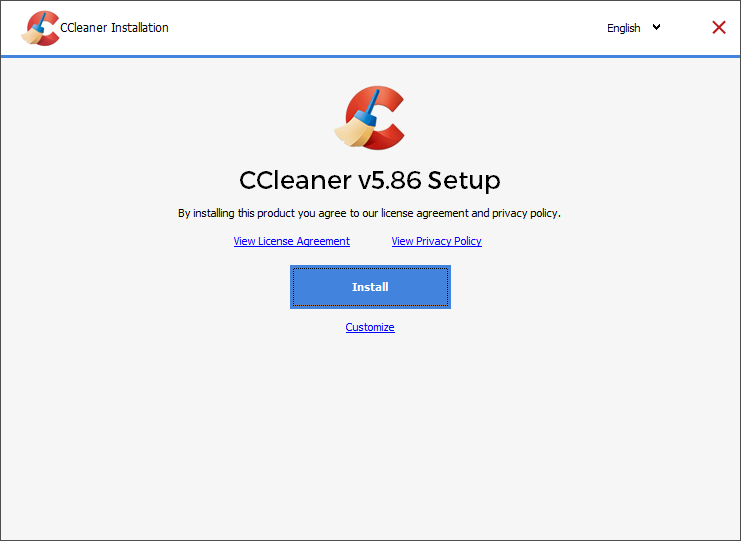 CCleaner Installation
English
CCleaner v5.86 Setup
By installing this product you agree to our license agreement and privacy policy.
View License Agreement View Privacy Policy
Install
Customize